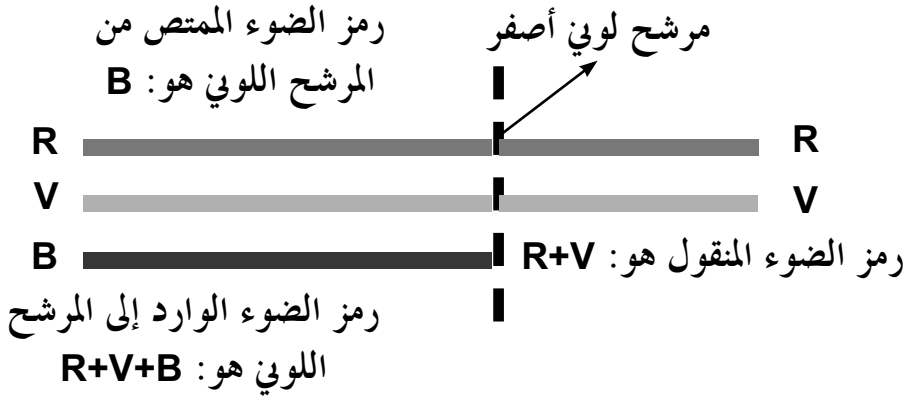 مرشح لوني أصفر
رمز الضوء الممتص من
المرشح اللوني هو: B
R
R
V
V
B
رمز الضوء المنقول هو: R+V
رمز الضوء الوارد إلى المرشح
اللوني هو: R+V+B